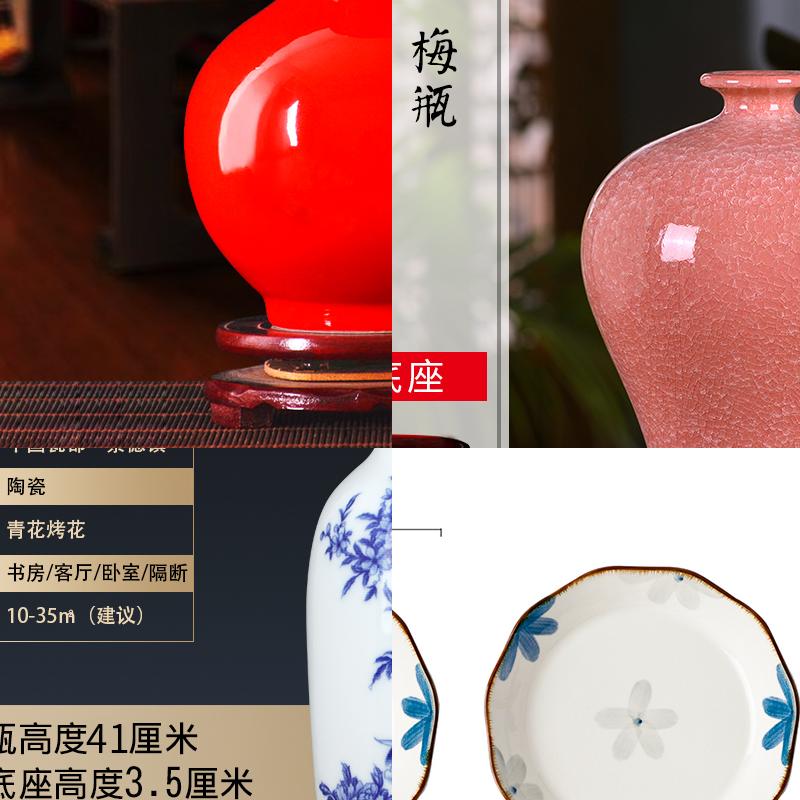 梅瓶
底座
陶瓷
青花烤花
书房/客厅/卧室/隔断
10-35㎡（建议）
瓶高度41厘米
底座高度3.5厘米